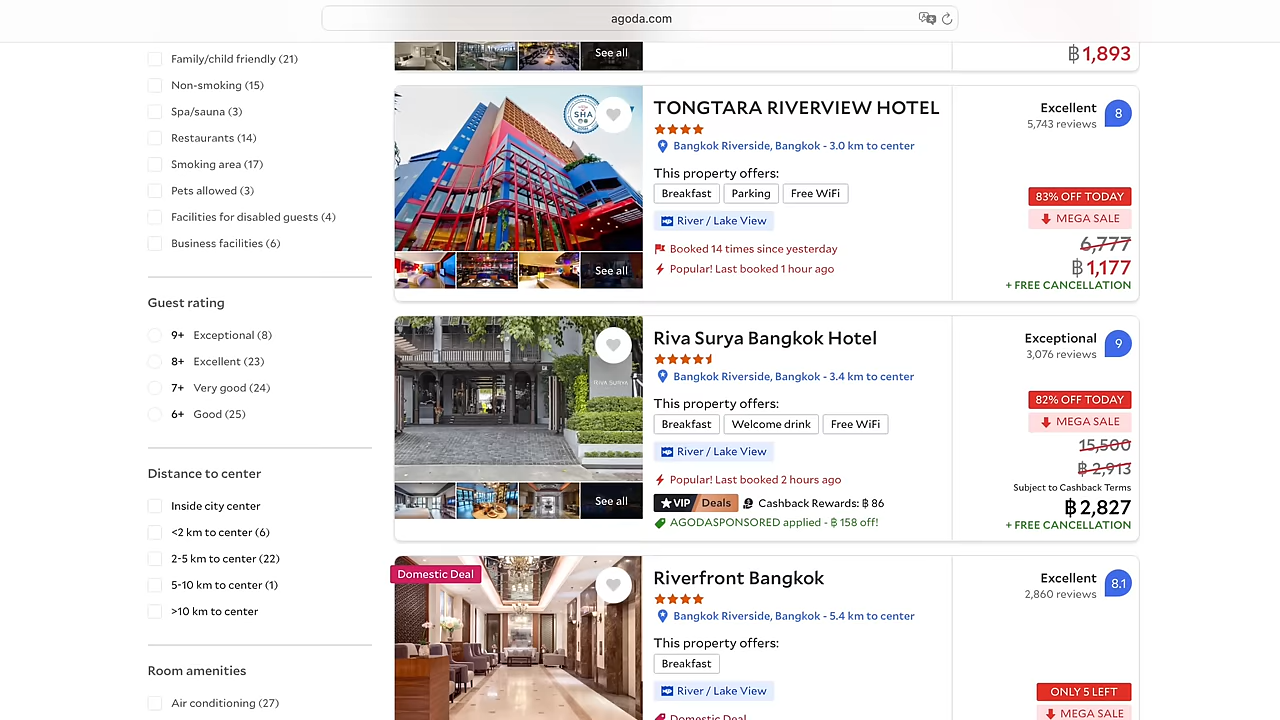 agoda.com
Family/child friendly (21)
Non-smoking (15)
Spa/sauna (3)
Restaurants (14)
Smoking area (17)
Pets allowed (3)
Facilities for disabled guests (4)
Business facilities (6)
Guest rating
9+ Exceptional (8)
8+ Excellent (23)
7+ Very good (24)
6+ Good (25)
Distance to center
Inside city center
<2 km to center (6)
2-5 km to center (22)
5-10 km to center (1)
>10 km to center
Room amenities
Air conditioning (27)
See all
฿ 1,893
SHA
See all
TONGTARA RIVERVIEW HOTEL
Bangkok Riverside, Bangkok - 3.0 km to center
This property offers:
Breakfast
Parking
Free WiFi
River / Lake View
Booked 14 times since yesterday
Popular! Last booked 1 hour ago
Excellent
5,743 reviews
8
83% OFF TODAY
MEGA SALE
6,777
฿ 1,177
+ FREE CANCELLATION
RIVA SURYA
See all
Riva Surya Bangkok Hotel
Bangkok Riverside, Bangkok - 3.4 km to center
This property offers:
Breakfast
Welcome drink
Free WiFi
River / Lake View
Popular! Last booked 2 hours ago
VIP Deals Cashback Rewards: ฿ 86
AGODASPONSORED applied - ฿ 158 off!
Exceptional
3,076 reviews
9
82% OFF TODAY
MEGA SALE
15,500
฿ 2,913
Subject to Cashback Terms
฿ 2,827
+ FREE CANCELLATION
Domestic Deal
Riverfront Bangkok
Bangkok Riverside, Bangkok - 5.4 km to center
This property offers:
Breakfast
River / Lake View
Domestic Deal
Excellent
2,860 reviews
8.1
ONLY 5 LEFT
MEGA SALE